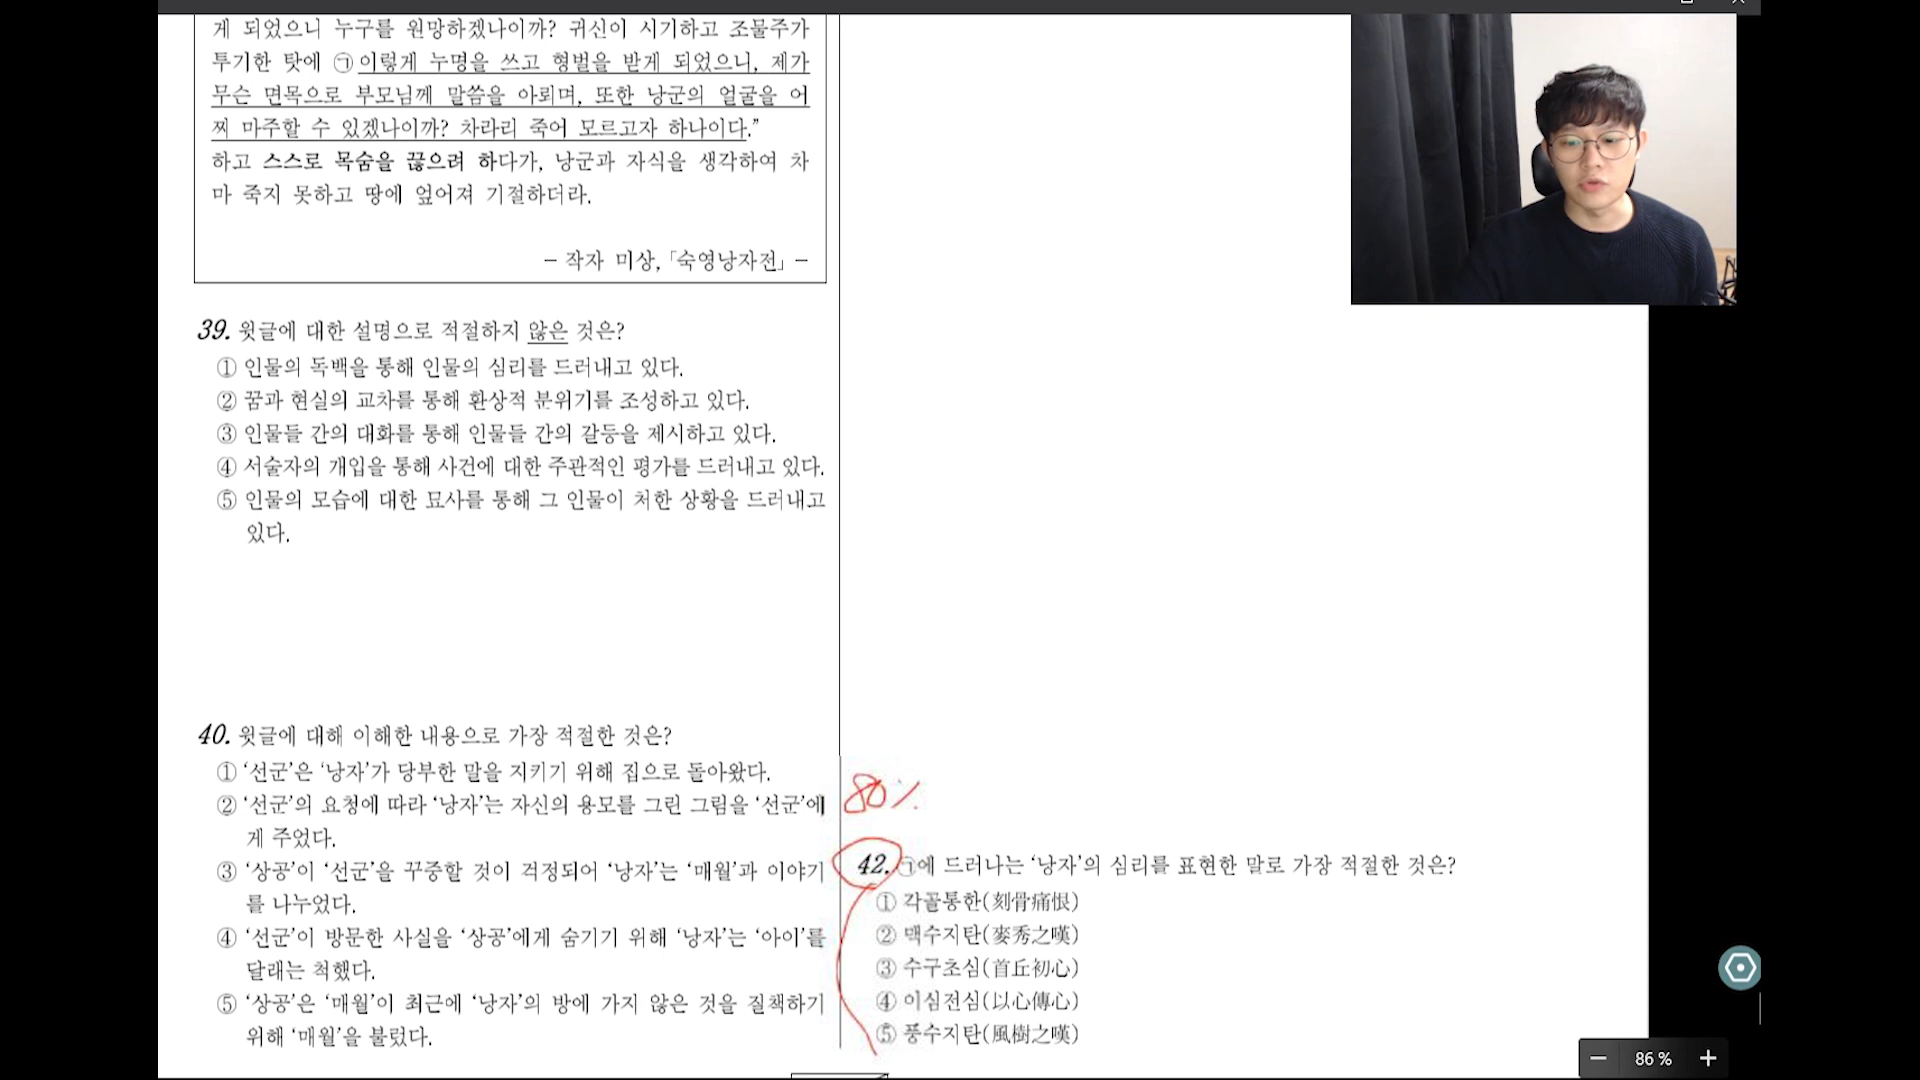 게 되었으니 누구를 원망하겠나이까? 귀신이 시기하고 조물주가
투기한 탓에 ㉠이렇게 누명을 쓰고 형벌을 받게 되었으니, 제가
무슨 면목으로 부모님께 말씀을 아뢰며, 또한 낭군의 얼굴을 어
찌 마주할 수 있겠나이까? 차라리 죽어 모르고자 하나이다.”
하고 스스로 목숨을 끊으려 하다가, 낭군과 자식을 생각하여 차
마 죽지 못하고 땅에 엎어져 기절하더라.
- 작자 미상, 「숙영낭자전」 -
39. 윗글에 대한 설명으로 적절하지 않은 것은?
① 인물의 독백을 통해 인물의 심리를 드러내고 있다.
② 꿈과 현실의 교차를 통해 환상적 분위기를 조성하고 있다.
③ 인물들 간의 대화를 통해 인물들 간의 갈등을 제시하고 있다.
④ 서술자의 개입을 통해 사건에 대한 주관적인 평가를 드러내고 있다.
⑤ 인물의 모습에 대한 묘사를 통해 그 인물이 처한 상황을 드러내고
있다.
40. 윗글에 대해 이해한 내용으로 가장 적절한 것은?
① ‘선군’은 ‘낭자’가 당부한 말을 지키기 위해 집으로 돌아왔다.
② ‘선군’의 요청에 따라 ‘낭자’는 자신의 용모를 그린 그림을 ‘선군’에
게 주었다.
③ ‘상공’이 ‘선군’을 꾸중할 것이 걱정되어 ‘낭자’는 ‘매월’과 이야기
를 나누었다.
④ ‘선군’이 방문한 사실을 ‘상공’에게 숨기기 위해 ‘낭자’는 ‘아이’를
달래는 척했다.
⑤ ‘상공’은 ‘매월’이 최근에 ‘낭자’의 방에 가지 않은 것을 질책하기
위해 ‘매월’을 불렀다.
80%
42. ㉠에 드러나는 ‘낭자’의 심리를 표현한 말로 가장 적절한 것은?
① 각골통한(刻骨痛恨)
② 맥수지탄(麥秀之嘆)
③ 수구초심(首丘初心)
④ 이심전심(以心傳心)
⑤ 풍수지탄(風樹之嘆)
86 %